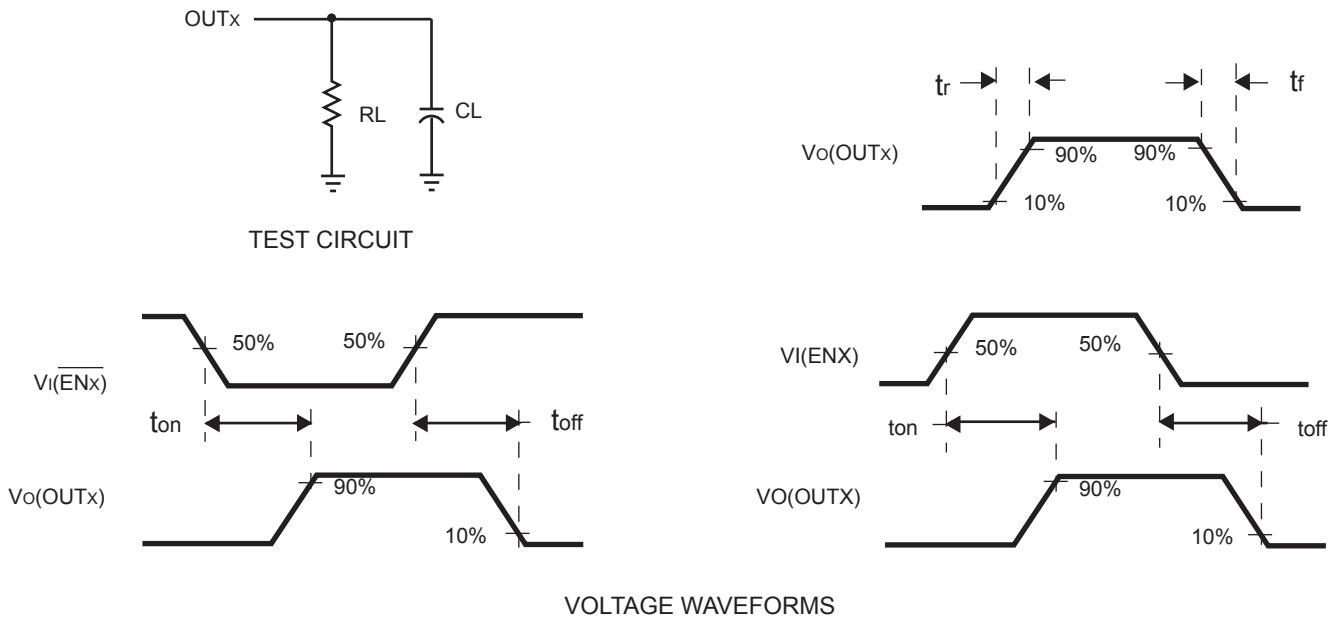 OUTx
RL
CL
TEST CIRCUIT
tr
tf
VO(OUTx)
90%
90%
10%
10%
VI(ENx)
50%
50%
ton
toff
VO(OUTx)
90%
10%
VI(ENX)
50%
50%
ton
toff
VO(OUTX)
90%
10%
VOLTAGE WAVEFORMS